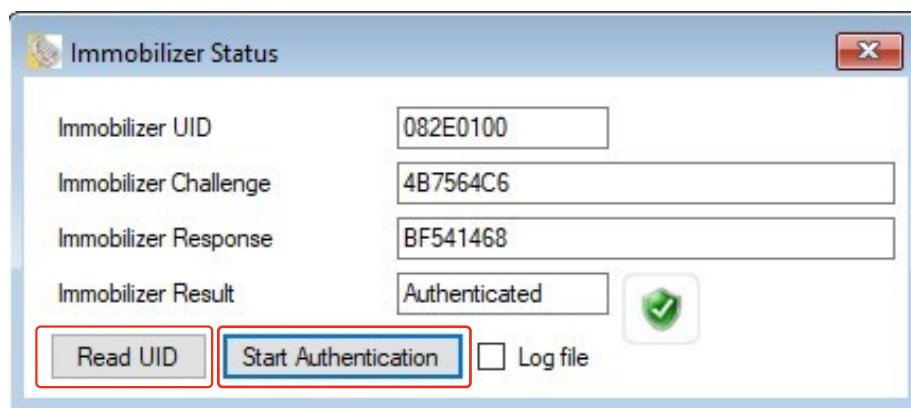 Immobilizer Status
Immobilizer UID 082E0100
Immobilizer Challenge 4B7564C6
Immobilizer Response BF541468
Immobilizer Result Authenticated
Read UID Start Authentication Log file